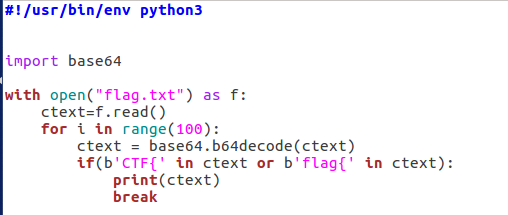 #!/usr/bin/env python3
import base64
with open("flag.txt") as f:
    ctext=f.read()
    for i in range(100):
        ctext = base64.b64decode(ctext)
        if(b'CTF{' in ctext or b'flag{' in ctext):
            print(ctext)
            break